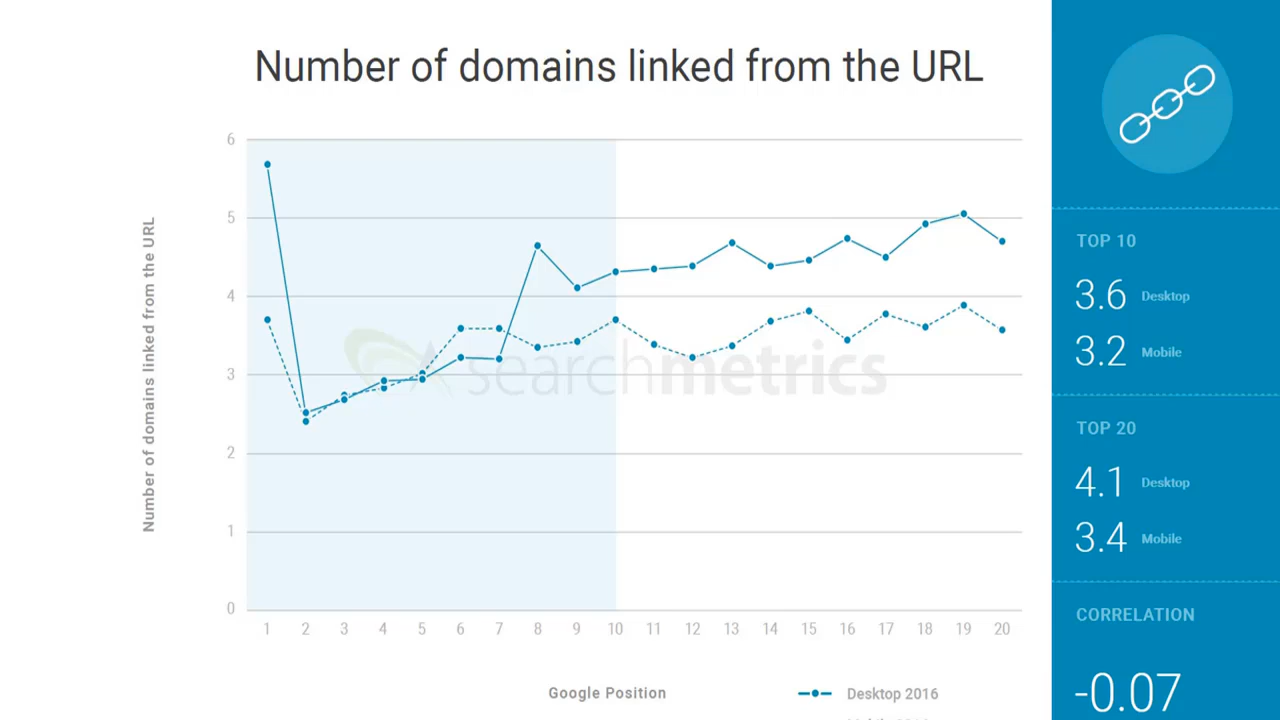 Number of domains linked from the URL
Number of domains linked from the URL
6
5
4
3
2
1
0
searchmetrics
1 2 3 4 5 6 7 8 9 10 11 12 13 14 15 16 17 18 19 20
Google Position
Desktop 2016
TOP 10
3.6 Desktop
3.2 Mobile
TOP 20
4.1 Desktop
3.4 Mobile
CORRELATION
-0.07